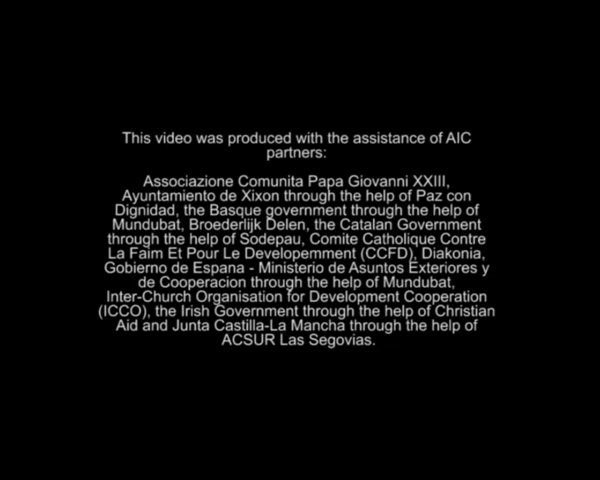 This video was produced with the assistance of AIC
partners:
Associazione Comunita Papa Giovanni XXIII,
Ayuntamiento de Xixon through the help of Paz con
Dignidad, the Basque government through the help of
Mundubat, Broederlijk Delen, the Catalan Government
through the help of Sodepau, Comite Catholique Contre
La Faim Et Pour Le Developemment (CCFD), Diakonia,
Gobierno de Espana - Ministerio de Asuntos Exteriores y
de Cooperacion through the help of Mundubat,
Inter-Church Organisation for Development Cooperation
(ICCO), the Irish Government through the help of Christian
Aid and Junta Castilla-La Mancha through the help of
ACSUR Las Segovias.